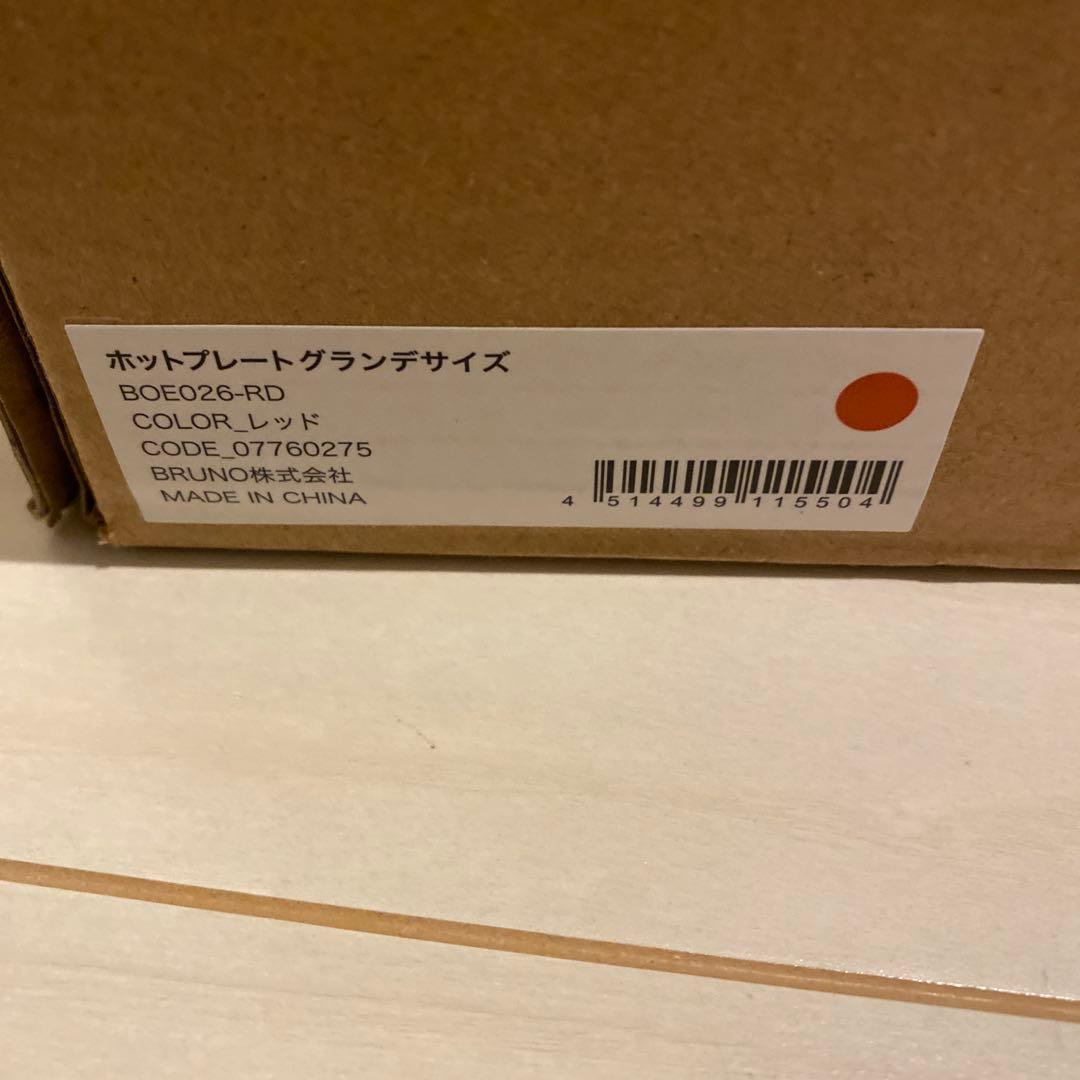 ホットプレートグランデサイズ
BOE026-RD
COLOR_レッド
CODE_07760275
BRUNO株式会社
MADE IN CHINA
4 514499 115504